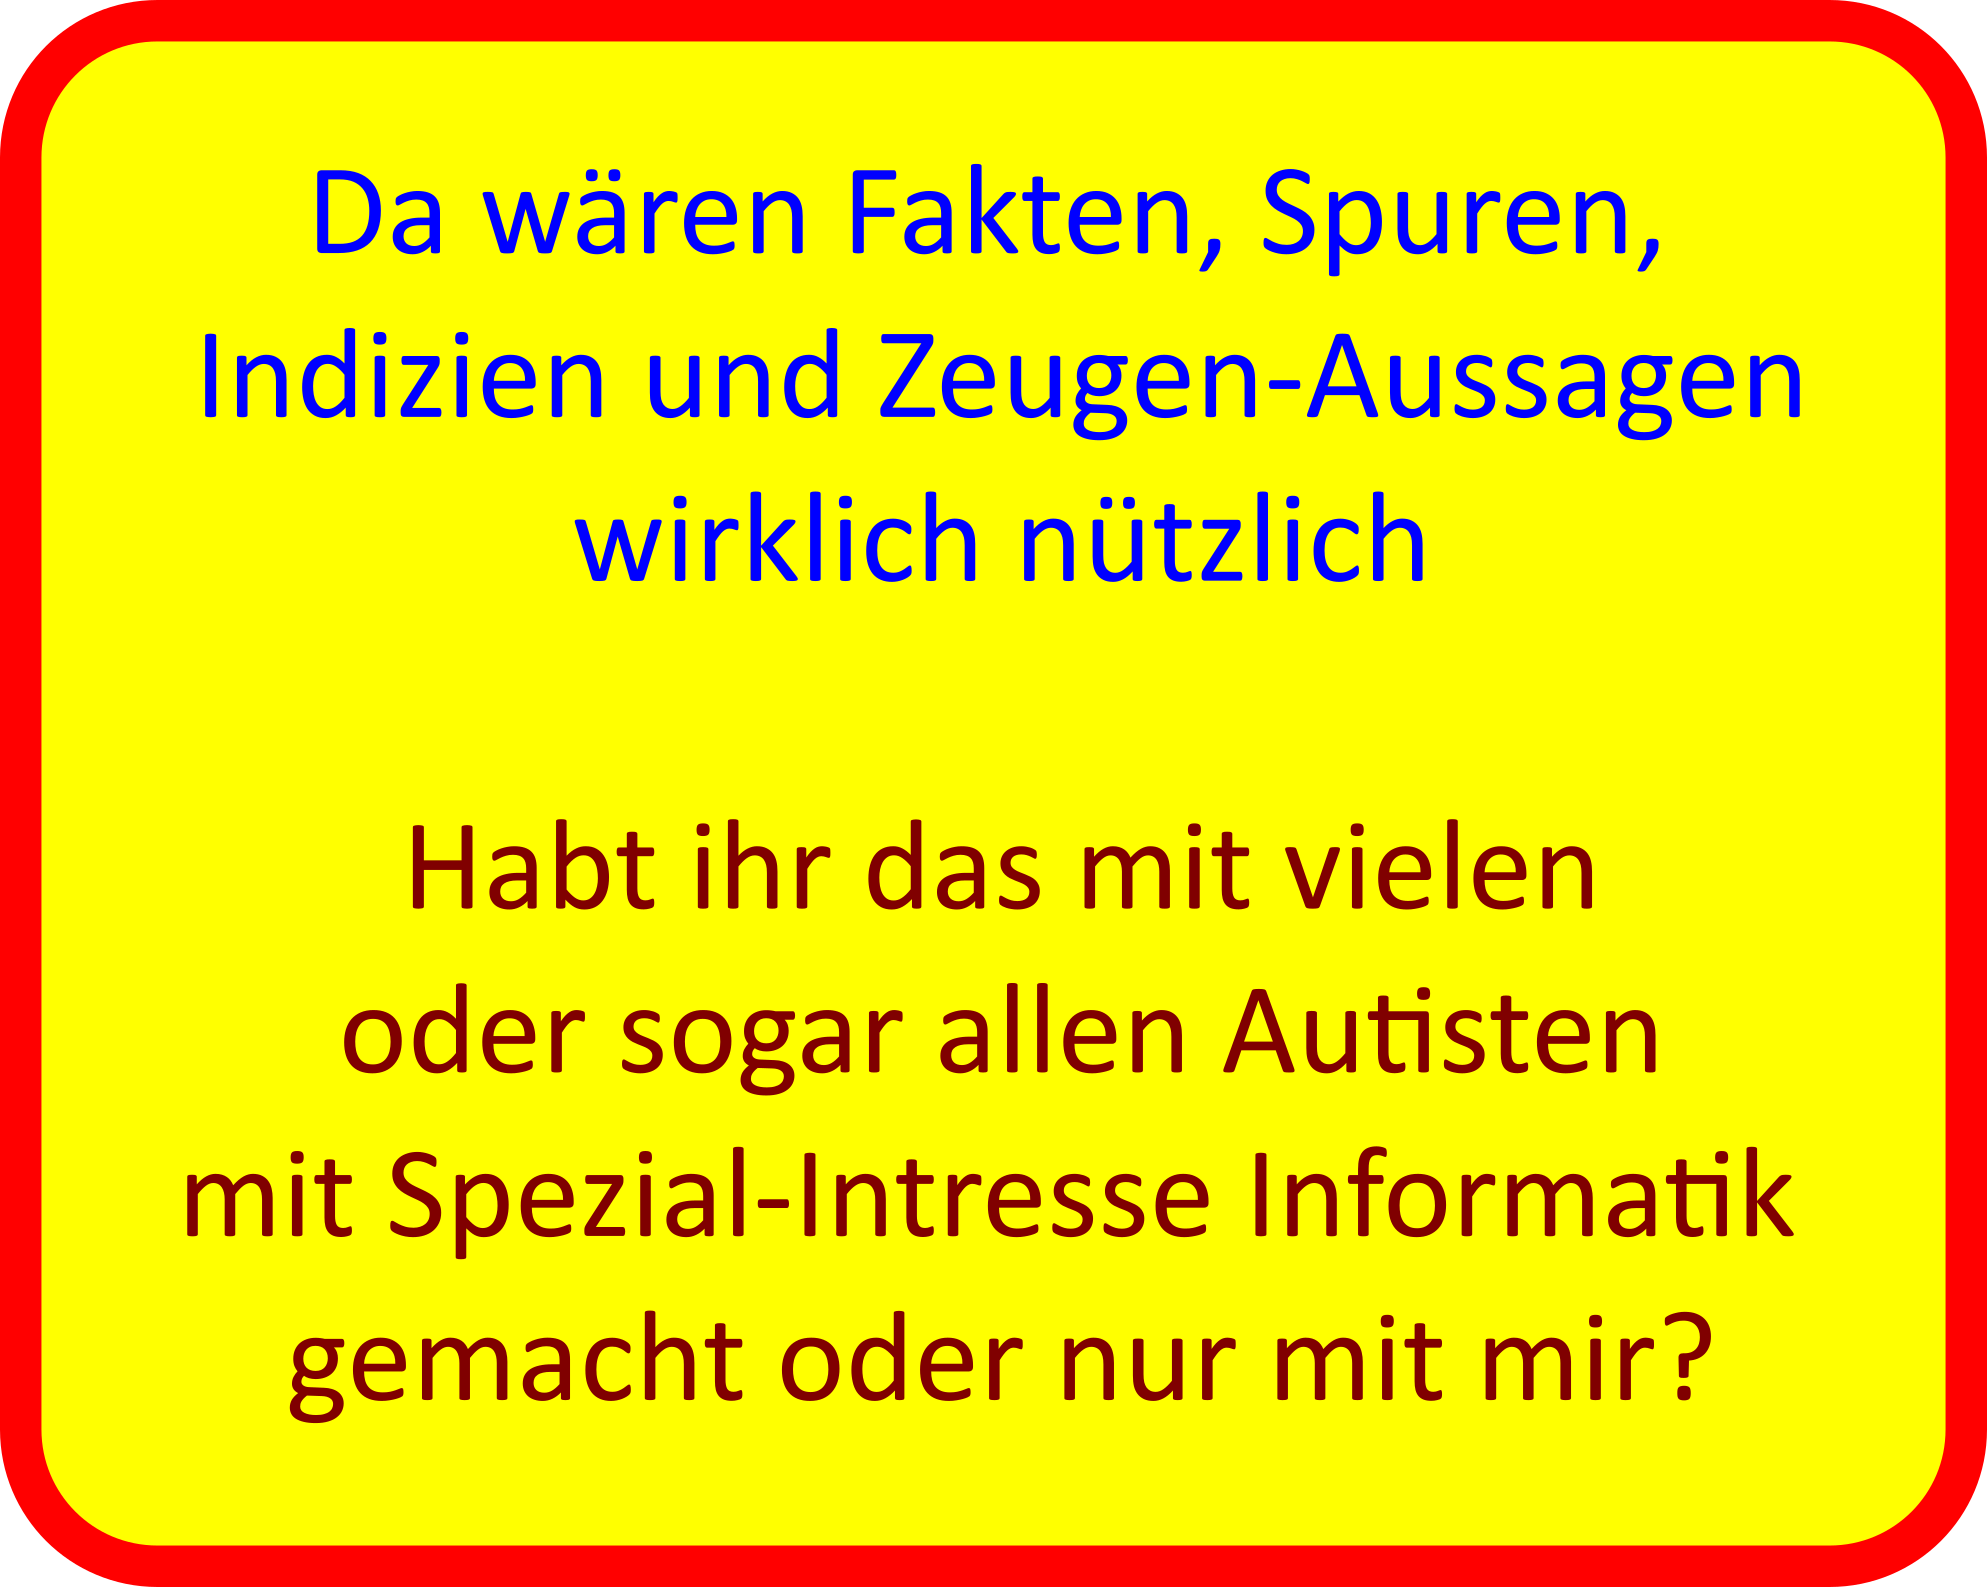 Da wären Fakten, Spuren,
Indizien und Zeugen-Aussagen
wirklich nützlich
Habt ihr das mit vielen
oder sogar allen Autisten
mit Spezial-Intresse Informatik
gemacht oder nur mit mir?